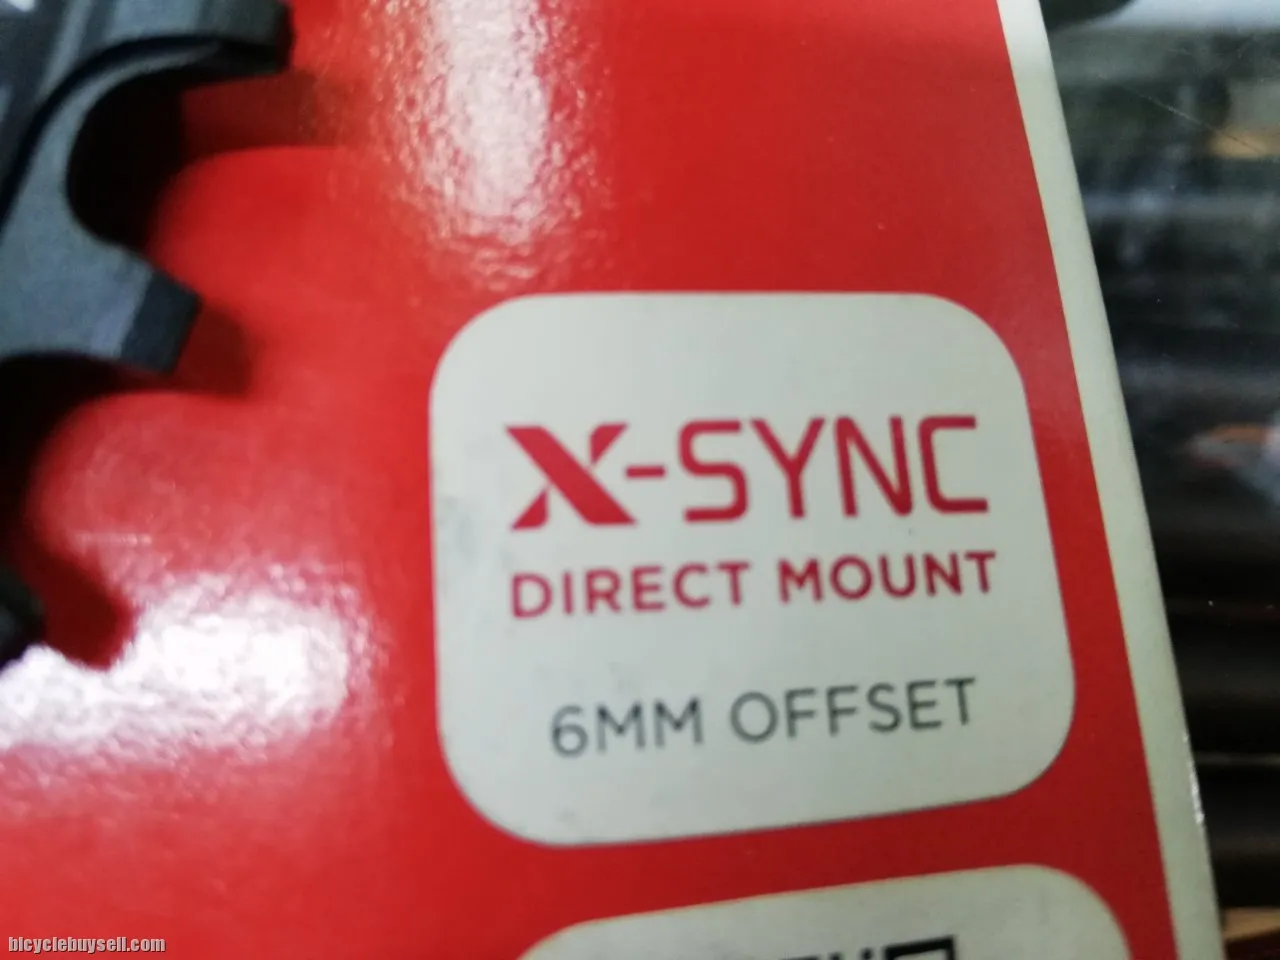 X-SYNC
DIRECT MOUNT
6MM OFFSET
bicyclebuysell.com